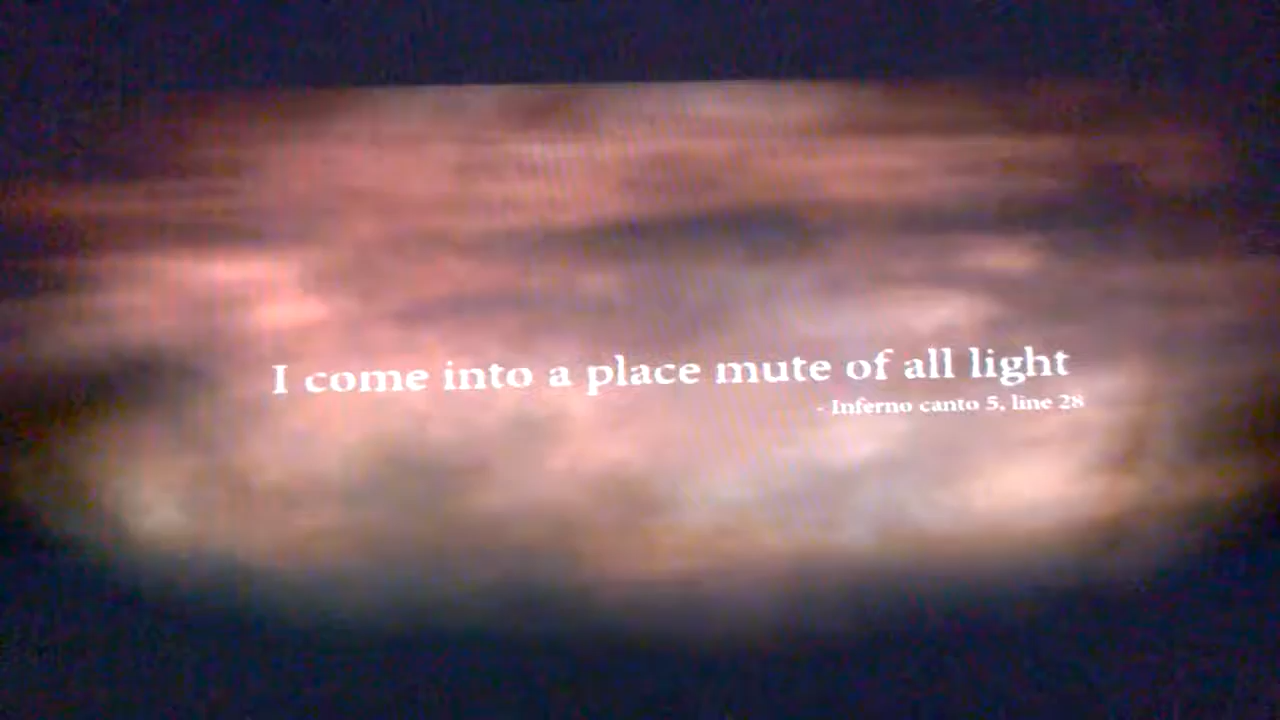 I come into a place mute of all light
- Inferno canto 5, line 28